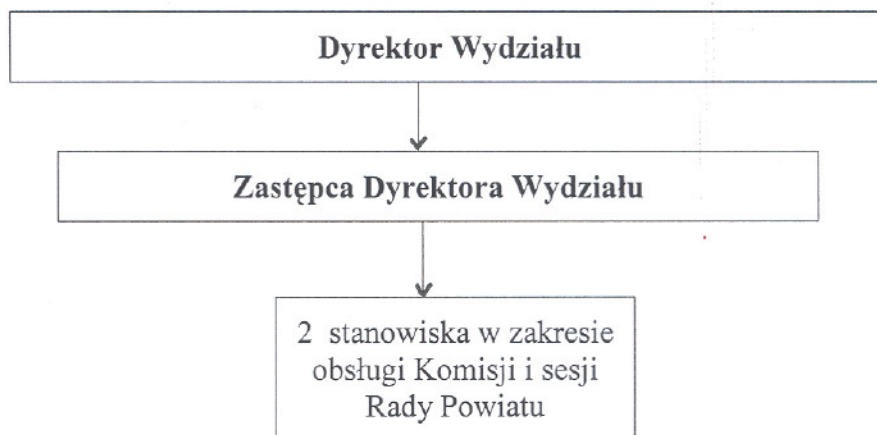 Dyrektor Wydziału
Zastępca Dyrektora Wydziału
2 stanowiska w zakresie
obsługi Komisji i sesji
Rady Powiatu